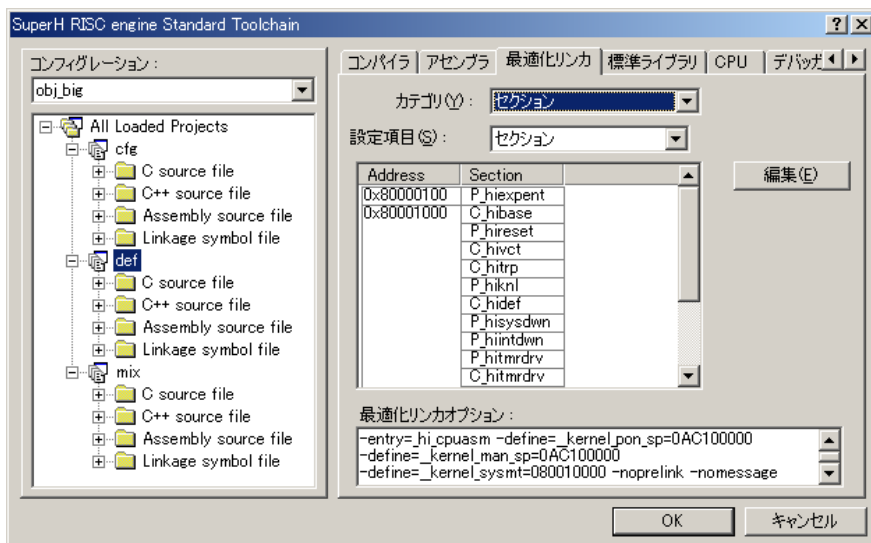 SuperH RISC engine Standard Toolchain
コンフィグレーション :
obj_big
All Loaded Projects
cfg
C source file
C++ source file
Assembly source file
Linkage symbol file
def
C source file
C++ source file
Assembly source file
Linkage symbol file
mix
C source file
C++ source file
Assembly source file
Linkage symbol file
コンパイラ アセンブラ 最適化リンカ 標準ライブラリ CPU デバッガ
カテゴリ(Y) : セクション
設定項目(S) : セクション
Address Section
0x80000100 P_hiexpent
0x80001000 C_hibase
P_hireset
C_hivct
C_hitrp
P_hiknl
C_hidef
P_hisysdwn
P_hiintdwn
P_hitmrdrv
C_hitmrdrv
編集(E)
最適化リンカオプション :
-entry=_hi_cpuasm -define=__kernel_pon_sp=0AC100000
-define=__kernel_man_sp=0AC100000
-define=__kernel_sysmt=080010000 -noprelink -nomessage
OK キャンセル